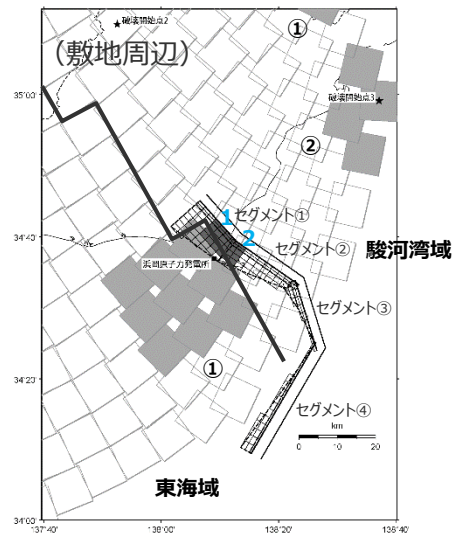 ①
破壊開始点2
（敷地周辺）
35°00'
破壊開始点3
②
1
セグメント①
2
34°40'
セグメント②
駿河湾域
浜岡原子力発電所
セグメント③
①
34°20'
セグメント④
km
0 10 20
東海域
34°00'
137°40' 138°00' 138°20' 138°40'